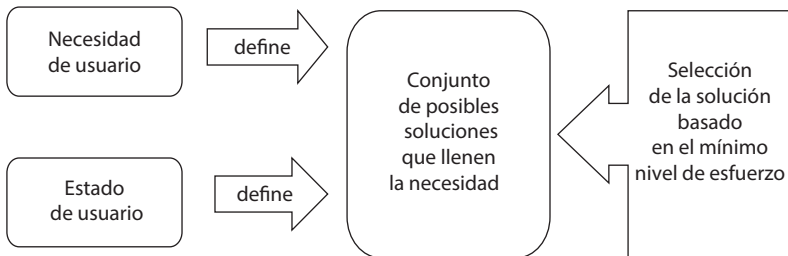 Necesidad
de usuario
define
Conjunto
de posibles
soluciones
que llenen
la necesidad
Selección
de la solución
basado
en el mínimo
nivel de esfuerzo
Estado
de usuario
define